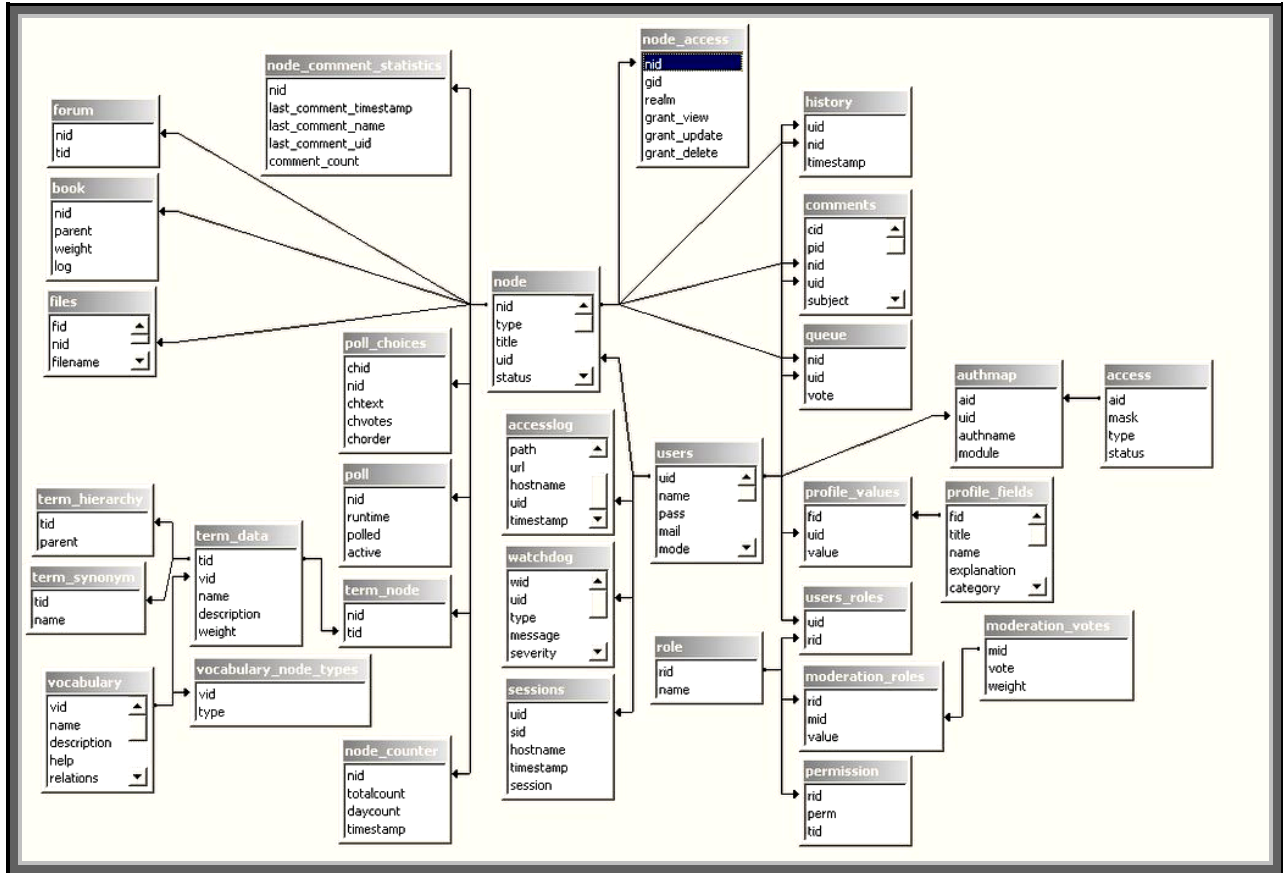 node_access
nid
gid
realm
grant_view
grant_update
grant_delete
node_comment_statistics
nid
last_comment_timestamp
last_comment_name
last_comment_uid
comment_count
forum
nid
tid
history
uid
nid
timestamp
book
nid
parent
weight
log
comments
cid
pid
nid
uid
subject
node
nid
type
title
uid
status
files
fid
nid
filename
poll_choices
chid
nid
chtext
chvotes
chorder
queue
nid
uid
vote
authmap
aid
uid
authname
module
access
aid
mask
type
status
accesslog
path
url
hostname
uid
timestamp
users
uid
name
pass
mail
mode
poll
nid
runtime
polled
active
profile_values
fid
uid
value
profile_fields
fid
title
name
explanation
category
term_hierarchy
tid
parent
term_data
tid
vid
name
description
weight
term_synonym
tid
name
term_node
nid
tid
watchdog
wid
uid
type
message
severity
users_roles
uid
rid
moderation_votes
mid
vote
weight
role
rid
name
vocabulary
vid
name
description
help
relations
vocabulary_node_types
vid
type
moderation_roles
rid
mid
value
sessions
uid
sid
hostname
timestamp
session
node_counter
nid
totalcount
daycount
timestamp
permission
rid
perm
tid